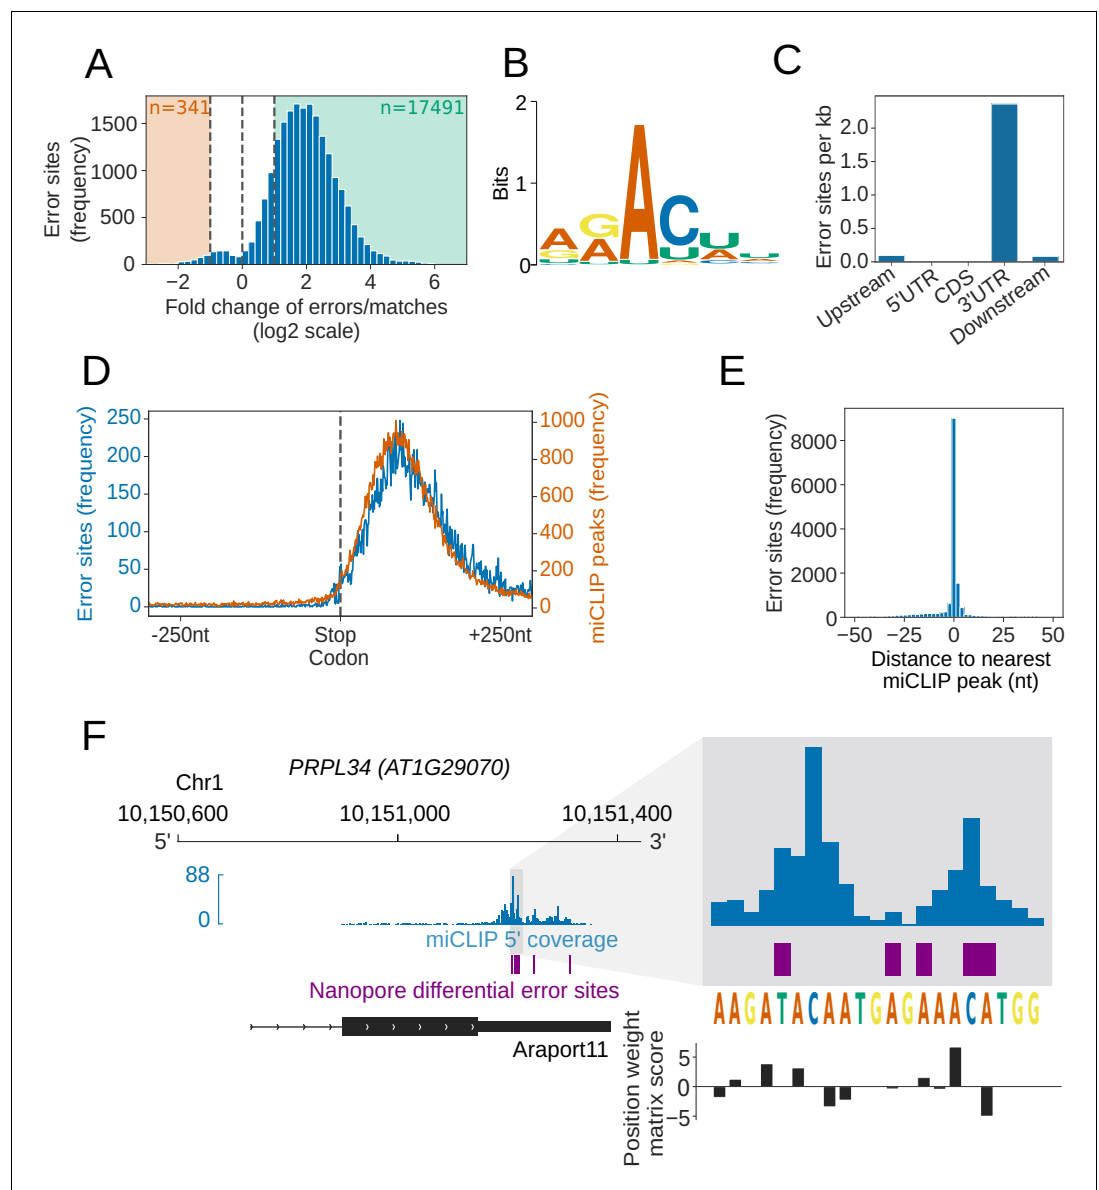 A
n=341
n=17491
1500
1000
500
0
Error sites
(frequency)
−2
0
2
4
6
Fold change of errors/matches
(log2 scale)
B
2
1
0
Bits
AGACUU
C
2.0
1.5
1.0
0.5
0.0
Error sites per kb
Upstream
5'UTR
CDS
3'UTR
Downstream
D
250
200
150
100
50
0
Error sites (frequency)
1000
800
600
400
200
0
miCLIP peaks (frequency)
-250nt
Stop
Codon
+250nt
E
8000
6000
4000
2000
0
Error sites (frequency)
−50
−25
0
25
50
Distance to nearest
miCLIP peak (nt)
F
PRPL34 (AT1G29070)
Chr1
10,150,600
10,151,000
10,151,400
5'
3'
88
0
miCLIP 5' coverage
Nanopore differential error sites
Araport11
AAGATACAATGAGAAACATGG
5
0
−5
Position weight
matrix score